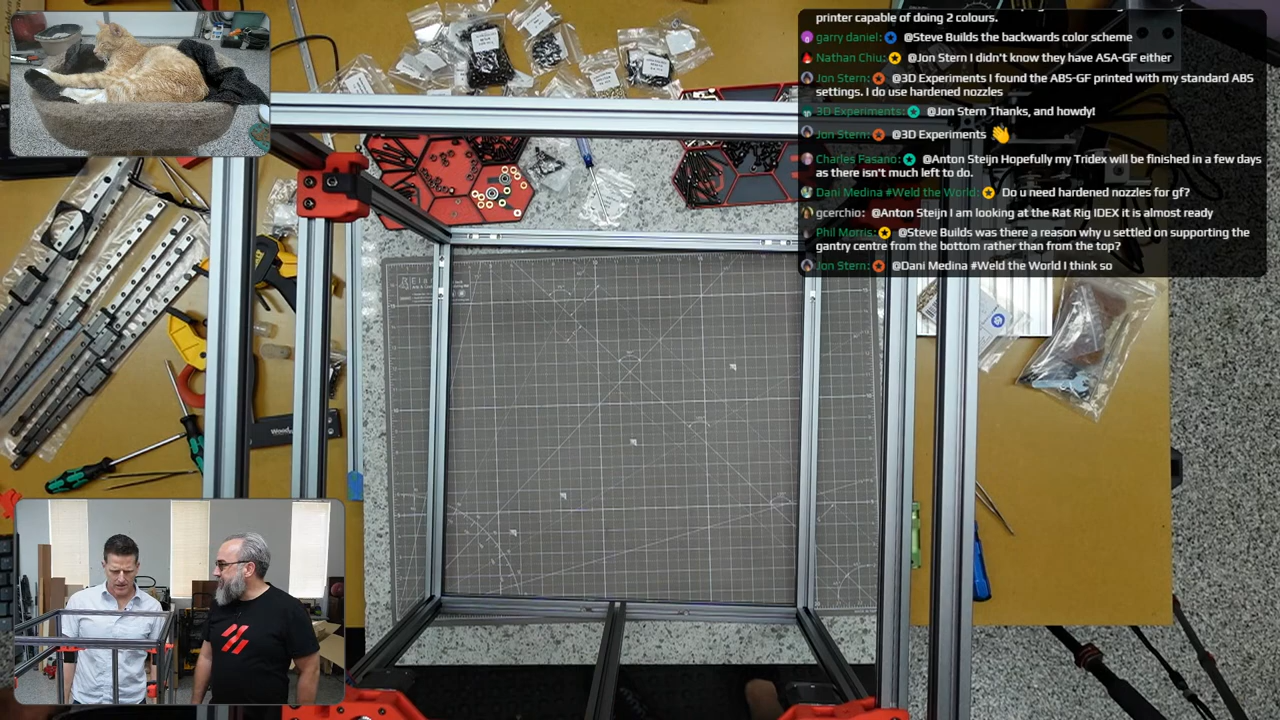 printer capable of doing 2 colours.
garry daniel: @Steve Builds the backwards color scheme
Nathan Chiu: @Jon Stern I didn't know they have ASA-GF either
Jon Stern: @3D Experiments I found the ABS-GF printed with my standard ABS
settings. I do use hardened nozzles
3D Experiments: @Jon Stern Thanks, and howdy!
Jon Stern: @3D Experiments 👋
Charles Fasano: @Anton Steijn Hopefully my Tridex will be finished in a few days
as there isn't much left to do.
Dani Medina #Weld the World: Do u need hardened nozzles for gf?
gcerchio: @Anton Steijn I am looking at the Rat Rig IDEX it is almost ready
Phil Morris: @Steve Builds was there a reason why u settled on supporting the
gantry centre from the bottom rather than from the top?
Jon Stern: @Dani Medina #Weld the World I think so